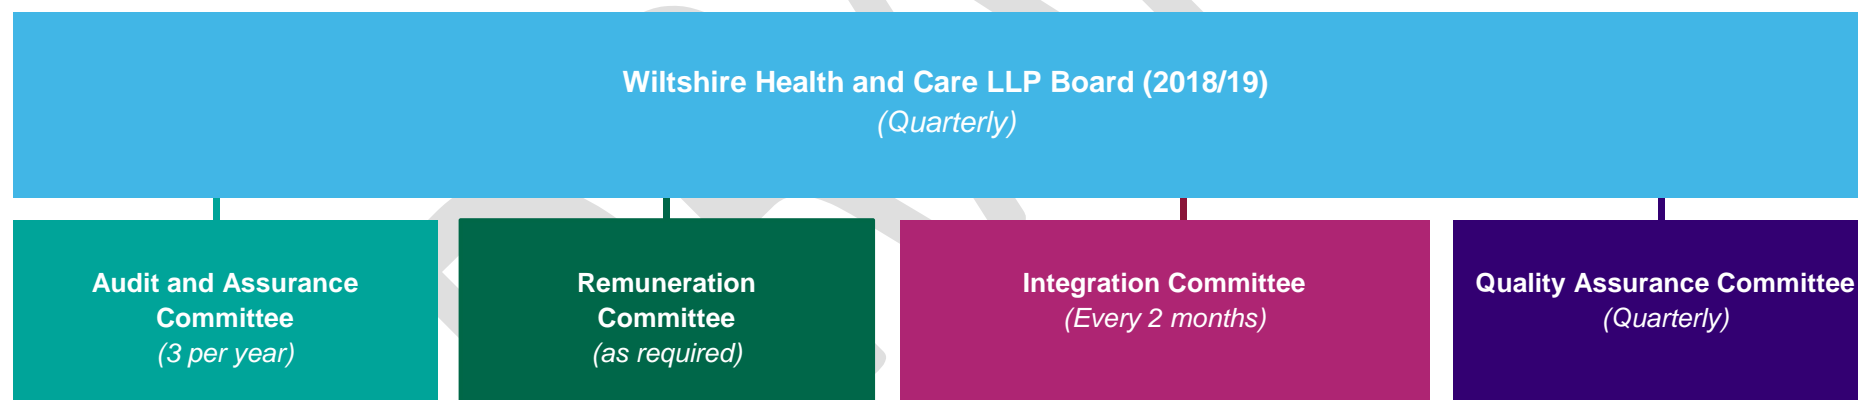 Wiltshire Health and Care LLP Board (2018/19)
(Quarterly)
Audit and Assurance
Committee
(3 per year)
Remuneration
Committee
(as required)
Integration Committee
(Every 2 months)
Quality Assurance Committee
(Quarterly)